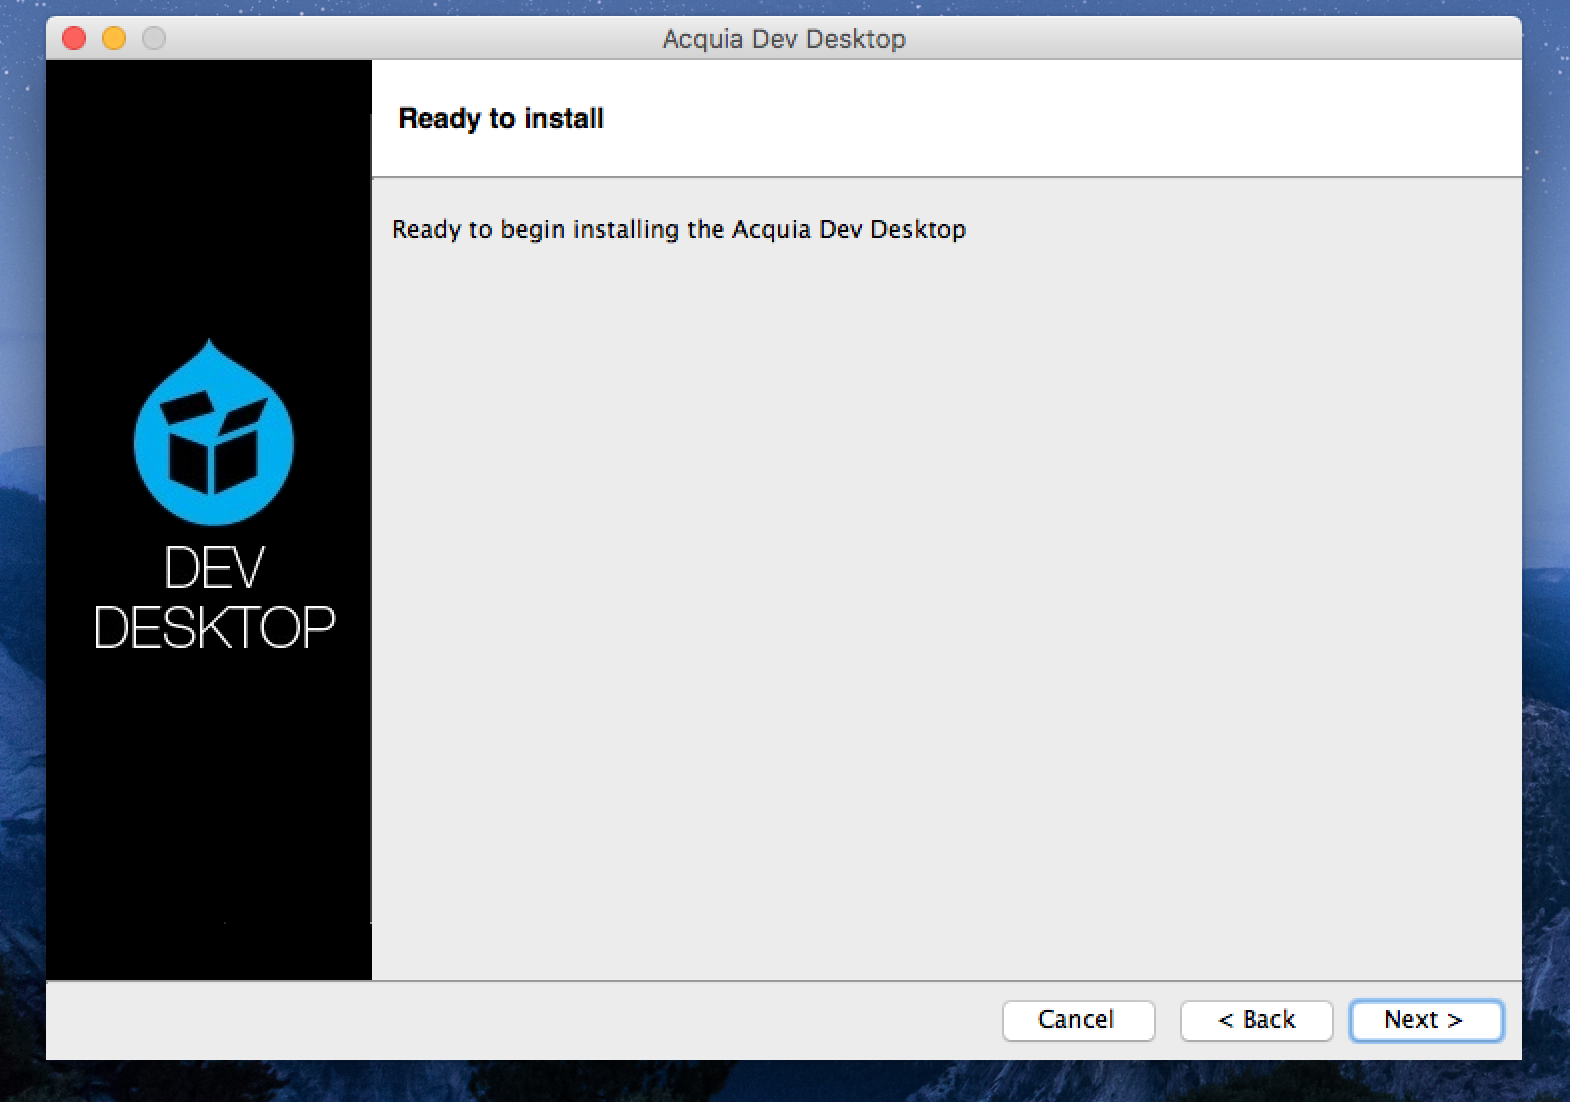 Acquia Dev Desktop
Ready to install
Ready to begin installing the Acquia Dev Desktop
DEV
DESKTOP
Cancel
< Back
Next >